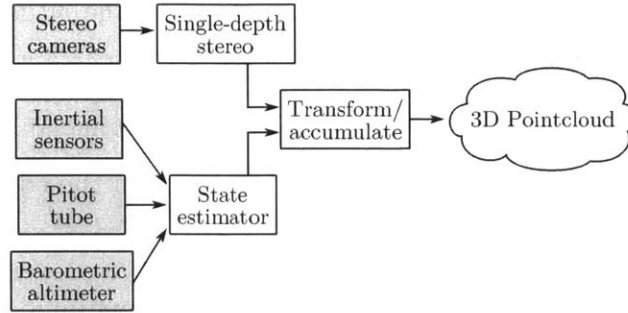 Stereo
cameras
Single-depth
stereo
Inertial
sensors
Transform/
accumulate
3D Pointcloud
Pitot
tube
State
estimator
Barometric
altimeter